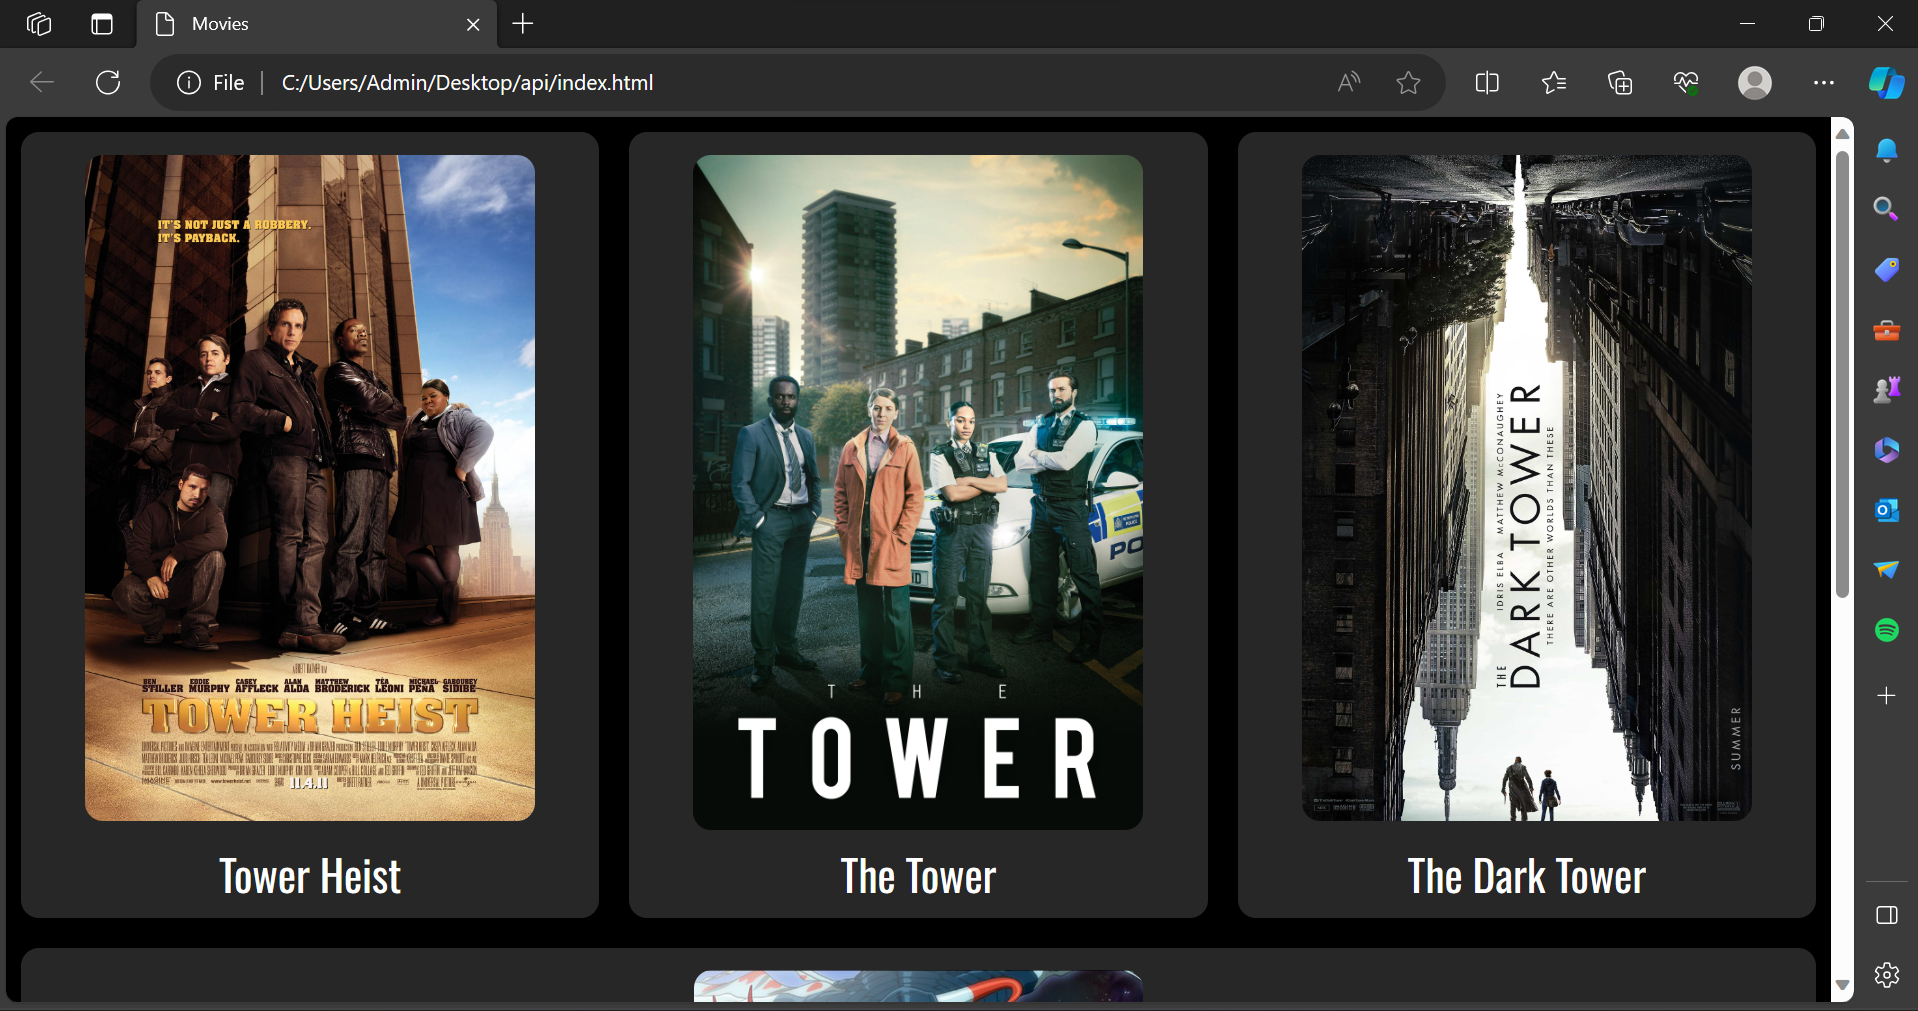 Movies
File
C:/Users/Admin/Desktop/api/index.html
IT'S NOT JUST A ROBBERY.
IT'S PAYBACK.
BEN STILLER EDDIE MURPHY CASEY AFFLECK ALAN ALDA MATTHEW BRODERICK TÉA LEONI MICHAEL PEÑA GABOUREY SIDIBE
TOWER HEIST
11.4.11
Tower Heist
POLICE
PO
THE
TOWER
The Tower
IDRIS ELBA MATTHEW McCONAUGHEY
THE
DARK TOWER
THERE ARE OTHER WORLDS THAN THESE
SUMMER
The Dark Tower